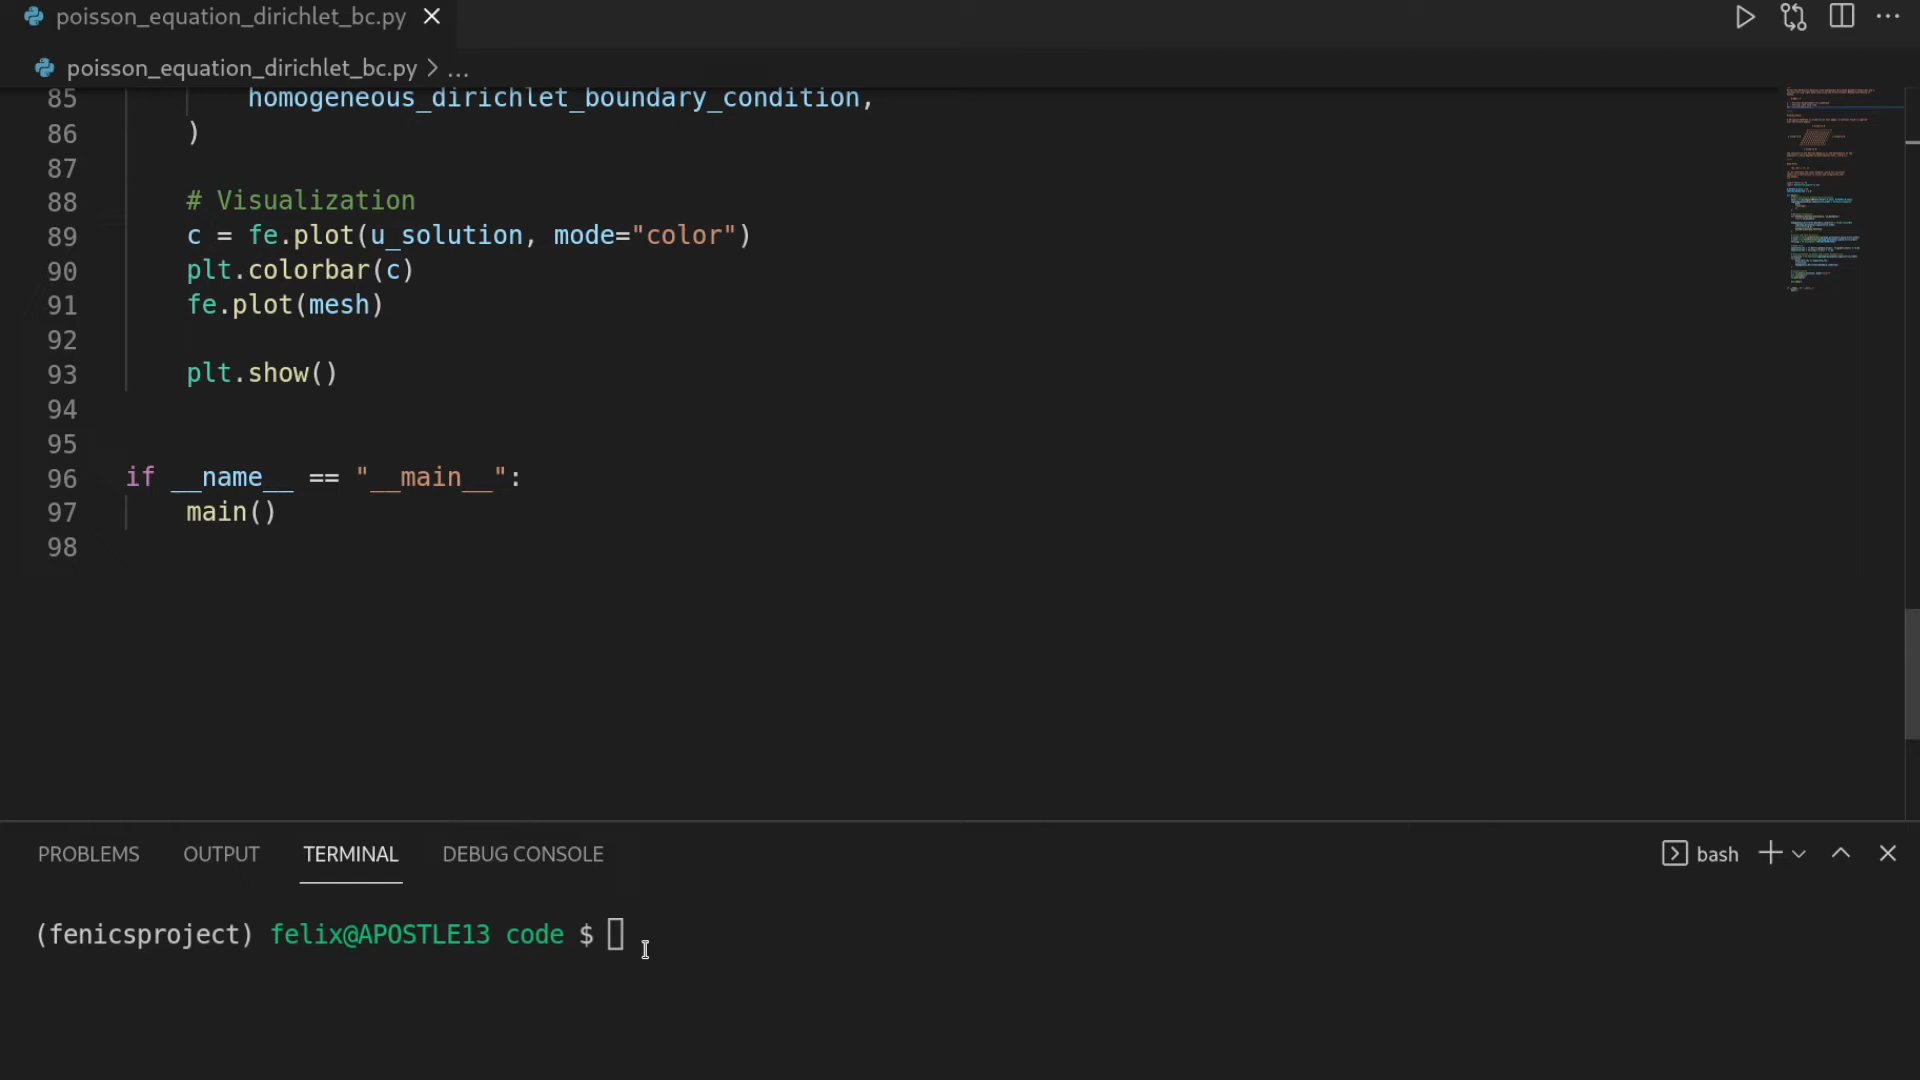 poisson_equation_dirichlet_bc.py
poisson_equation_dirichlet_bc.py > ...
85 homogeneous_dirichlet_boundary_condition,
86 )
87
88 # Visualization
89 c = fe.plot(u_solution, mode="color")
90 plt.colorbar(c)
91 fe.plot(mesh)
92
93 plt.show()
94
95
96 if __name__ == "__main__":
97 main()
98
PROBLEMS OUTPUT TERMINAL DEBUG CONSOLE bash
(fenicsproject) felix@APOSTLE13 code $